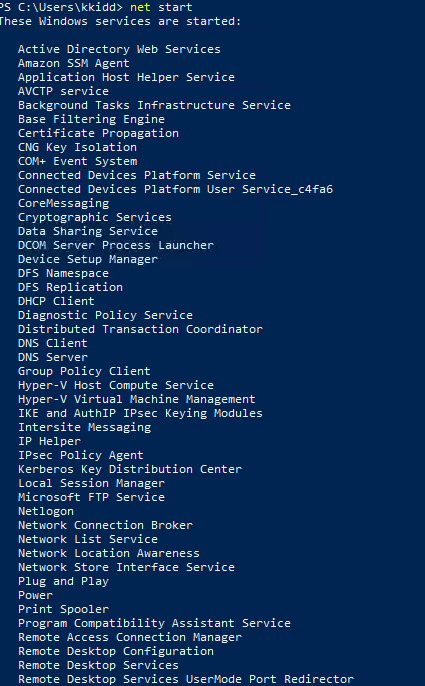 PS C:\Users\kkidd> net start
These Windows services are started:
Active Directory Web Services
Amazon SSM Agent
Application Host Helper Service
AVCTP service
Background Tasks Infrastructure Service
Base Filtering Engine
Certificate Propagation
CNG Key Isolation
COM+ Event System
Connected Devices Platform Service
Connected Devices Platform User Service_c4fa6
CoreMessaging
Cryptographic Services
Data Sharing Service
DCOM Server Process Launcher
Device Setup Manager
DFS Namespace
DFS Replication
DHCP Client
Diagnostic Policy Service
Distributed Transaction Coordinator
DNS Client
DNS Server
Group Policy Client
Hyper-V Host Compute Service
Hyper-V Virtual Machine Management
IKE and AuthIP IPsec Keying Modules
Intersite Messaging
IP Helper
IPsec Policy Agent
Kerberos Key Distribution Center
Local Session Manager
Microsoft FTP Service
Netlogon
Network Connection Broker
Network List Service
Network Location Awareness
Network Store Interface Service
Plug and Play
Power
Print Spooler
Program Compatibility Assistant Service
Remote Access Connection Manager
Remote Desktop Configuration
Remote Desktop Services
Remote Desktop Services UserMode Port Redirector